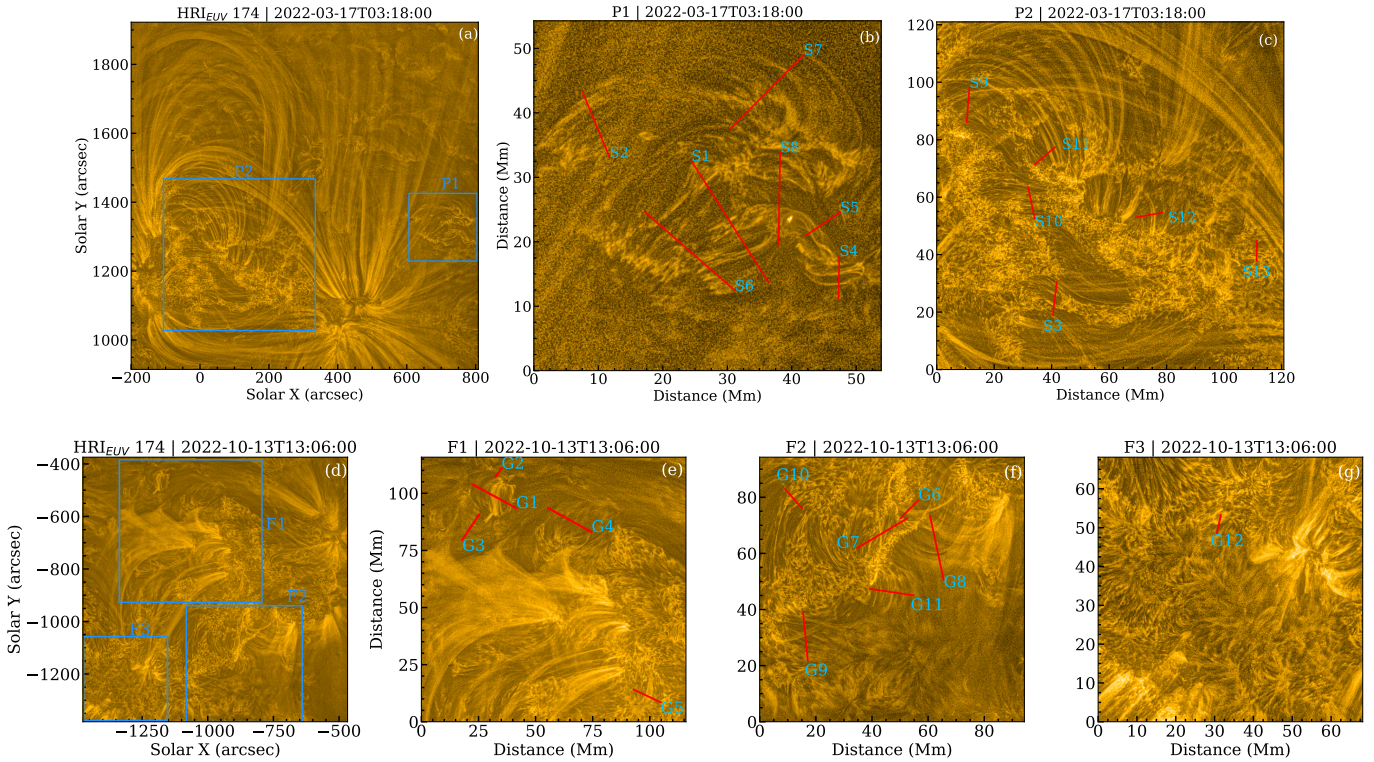 HRI_EUV 174 | 2022-03-17T03:18:00
(a)
P2
P1
Solar Y (arcsec)
1800
1600
1400
1200
1000
−200 0 200 400 600 800
Solar X (arcsec)
P1 | 2022-03-17T03:18:00
(b)
S7
S2
S1
S8
S5
S4
S6
Distance (Mm)
50
40
30
20
10
0
0 10 20 30 40 50
Distance (Mm)
P2 | 2022-03-17T03:18:00
(c)
S9
S11
S10
S12
S13
S3
120
100
80
60
40
20
0
0 20 40 60 80 100 120
Distance (Mm)
HRI_EUV 174 | 2022-10-13T13:06:00
(d)
F1
F2
F3
Solar Y (arcsec)
−400
−600
−800
−1000
−1200
−1250 −1000 −750 −500
Solar X (arcsec)
F1 | 2022-10-13T13:06:00
(e)
G2
G1
G3
G4
G5
Distance (Mm)
100
75
50
25
0
0 25 50 75 100
Distance (Mm)
F2 | 2022-10-13T13:06:00
(f)
G10
G6
G7
G8
G11
G9
80
60
40
20
0
0 20 40 60 80
Distance (Mm)
F3 | 2022-10-13T13:06:00
(g)
G12
60
50
40
30
20
10
0
0 10 20 30 40 50 60
Distance (Mm)